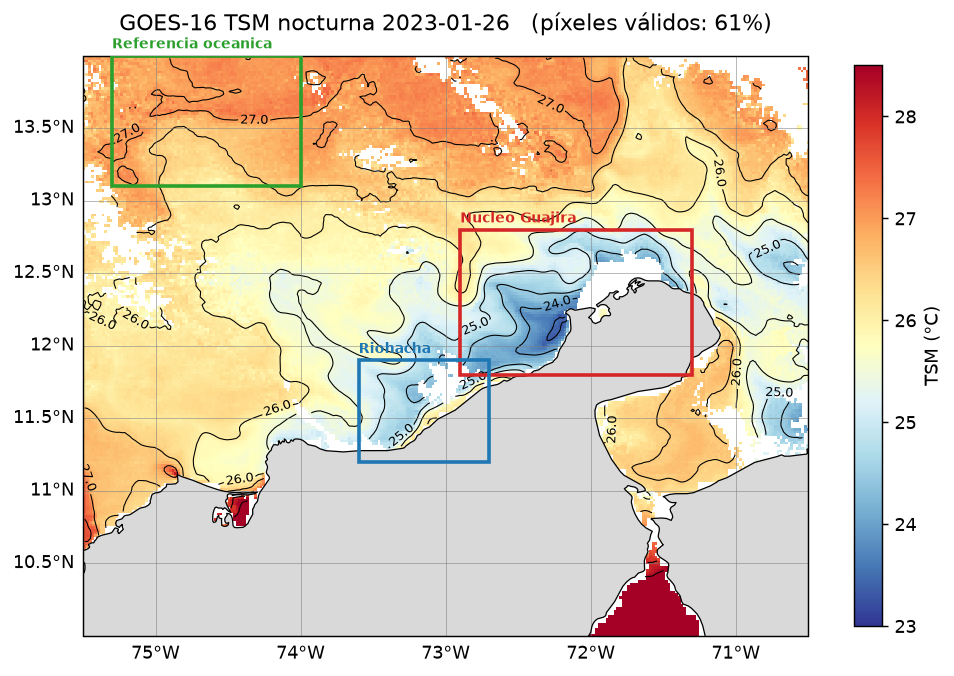 GOES-16 TSM nocturna 2023-01-26 (píxeles válidos: 61%)
Referencia oceanica
Nucleo Guajira
Riohacha
27.0
27.0
27.0
26.0
25.0
24.0
25.0
26.0
26.0
25.0
26.0
25.0
26.0
25.0
26.0
27.0
26.0
13.5°N
13°N
12.5°N
12°N
11.5°N
11°N
10.5°N
75°W
74°W
73°W
72°W
71°W
28
27
26
25
24
23
TSM (°C)